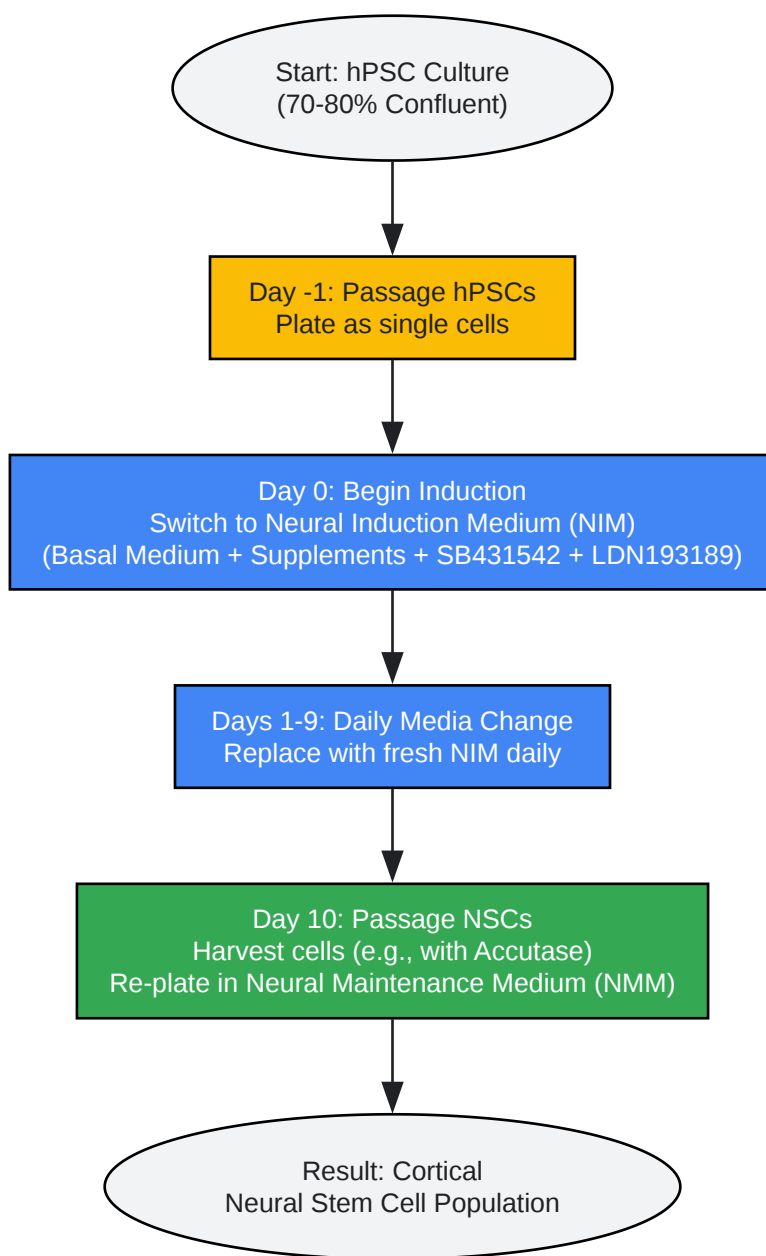 Start: hPSC Culture
(70-80% Confluent)
Day -1: Passage hPSCs
Plate as single cells
Day 0: Begin Induction
Switch to Neural Induction Medium (NIM)
(Basal Medium + Supplements + SB431542 + LDN193189)
Days 1-9: Daily Media Change
Replace with fresh NIM daily
Day 10: Passage NSCs
Harvest cells (e.g., with Accutase)
Re-plate in Neural Maintenance Medium (NMM)
Result: Cortical
Neural Stem Cell Population